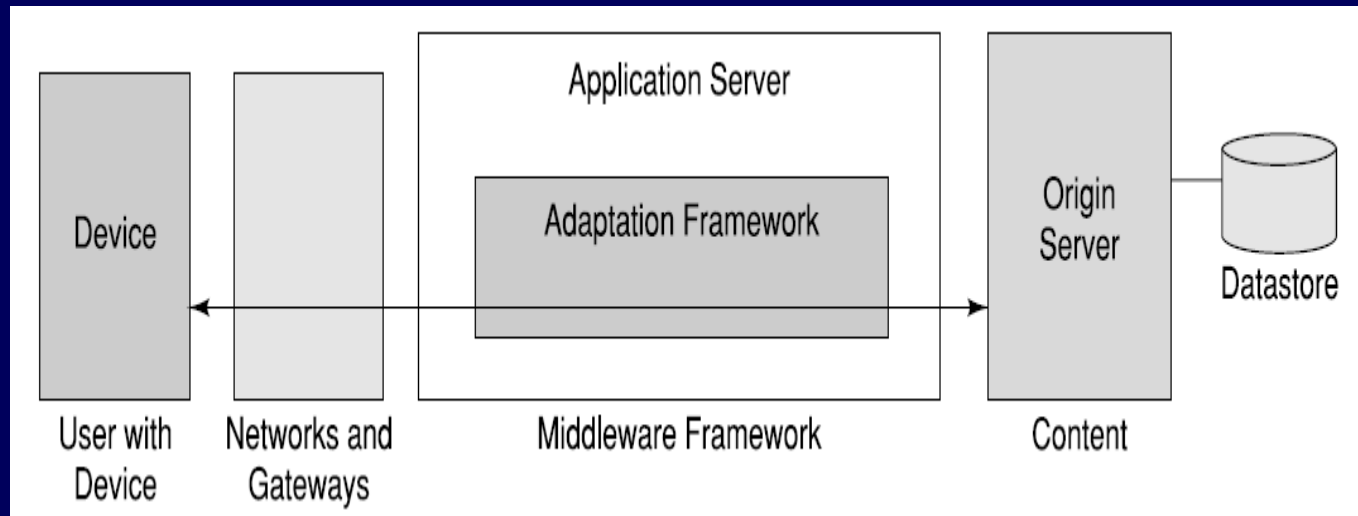 Application Server
Device
Adaptation Framework
Origin
Server
Datastore
User with
Device
Networks and
Gateways
Middleware Framework
Content